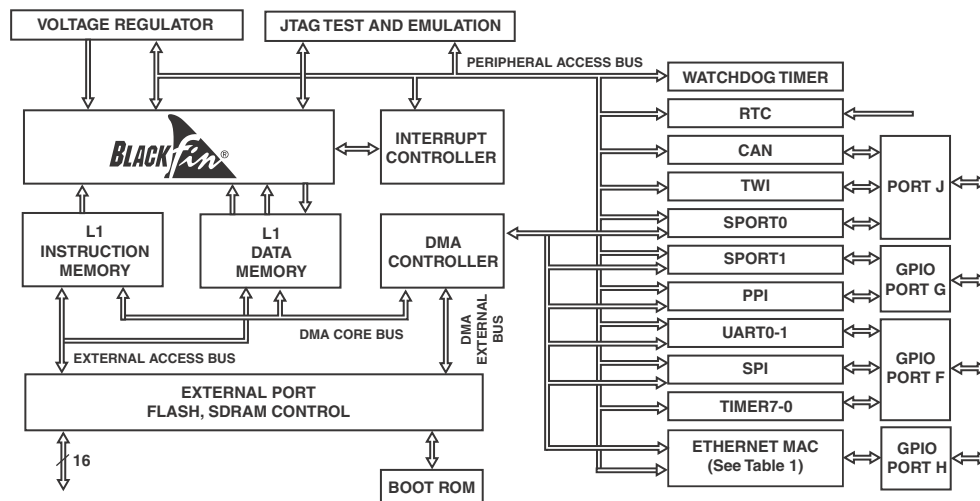 VOLTAGE REGULATOR
JTAG TEST AND EMULATION
PERIPHERAL ACCESS BUS
WATCHDOG TIMER
RTC
BLACKfin®
INTERRUPT
CONTROLLER
CAN
TWI
PORT J
SPORT0
L1
INSTRUCTION
MEMORY
L1
DATA
MEMORY
DMA
CONTROLLER
SPORT1
GPIO
PORT G
PPI
DMA CORE BUS
DMA
EXTERNAL
BUS
EXTERNAL ACCESS BUS
UART0-1
SPI
GPIO
PORT F
TIMER7-0
EXTERNAL PORT
FLASH, SDRAM CONTROL
ETHERNET MAC
(See Table 1)
GPIO
PORT H
16
BOOT ROM